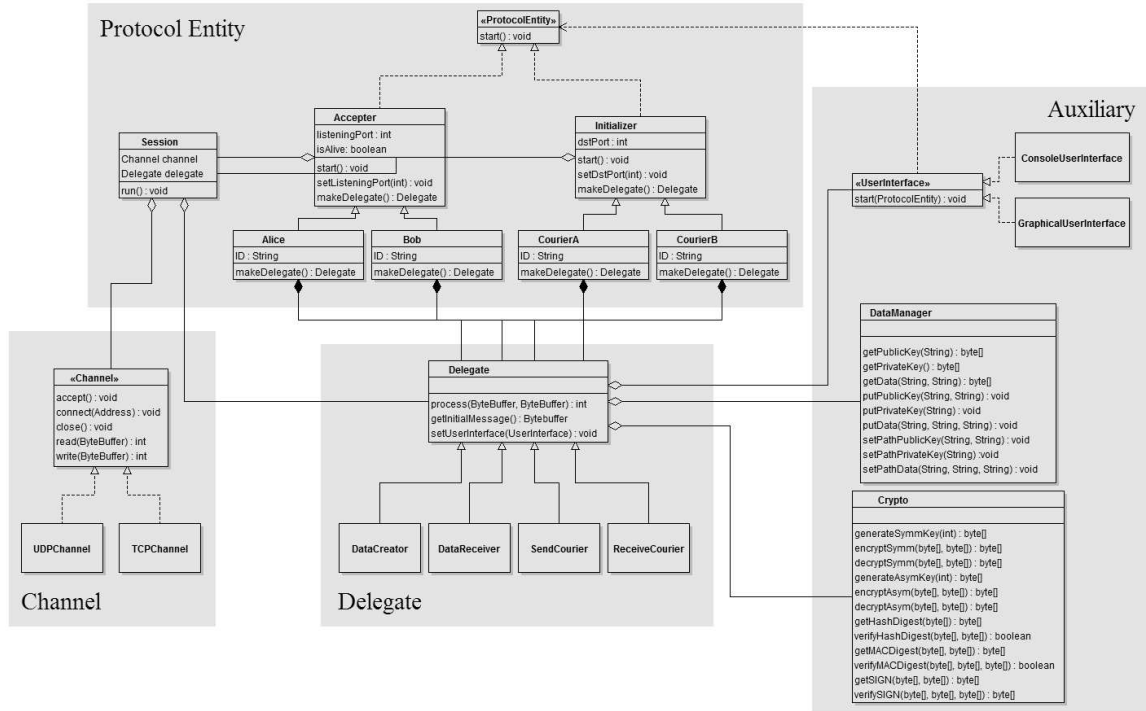 Protocol Entity
«ProtocolEntity»
start() : void
Auxiliary
Accepter
listeningPort : int
isAlive: boolean
start() : void
setListeningPort(int) : void
makeDelegate() : Delegate
Initializer
dstPort : int
start() : void
setDstPort(int) : void
makeDelegate() : Delegate
Session
Channel channel
Delegate delegate
run() : void
ConsoleUserInterface
«UserInterface»
start(ProtocolEntity) : void
GraphicalUserInterface
Alice
ID : String
makeDelegate() : Delegate
Bob
ID : String
makeDelegate() : Delegate
CourierA
ID : String
makeDelegate() : Delegate
CourierB
ID : String
makeDelegate() : Delegate
DataManager
getPublicKey(String) : byte[]
getPrivateKey() : byte[]
getData(String, String) : byte[]
putPublicKey(String, String) : void
putPrivateKey(String) : void
putData(String, String, String) : void
setPathPublicKey(String, String) : void
setPathPrivateKey(String) :void
setPathData(String, String, String) : void
«Channel»
accept() : void
connect(Address) : void
close() : void
read(ByteBuffer) : int
write(ByteBuffer) : int
Delegate
process(ByteBuffer, ByteBuffer) : int
getInitialMessage() : Bytebuffer
setUserInterface(UserInterface) : void
UDPChannel
TCPChannel
Channel
DataCreator
DataReceiver
SendCourier
ReceiveCourier
Delegate
Crypto
generateSymmKey(int) : byte[]
encryptSymm(byte[], byte[]) : byte[]
decryptSymm(byte[], byte[]) : byte[]
generateAsymKey(int) : byte[]
encryptAsym(byte[], byte[]) : byte[]
decryptAsym(byte[], byte[]) : byte[]
getHashDigest(byte[]) : byte[]
verifyHashDigest(byte[], byte[]) : boolean
getMACDigest(byte[], byte[]) : byte[]
verifyMACDigest(byte[], byte[], byte[]) : boolean
getSIGN(byte[], byte[]) : byte[]
verifySIGN(byte[], byte[], byte[]) : byte[]